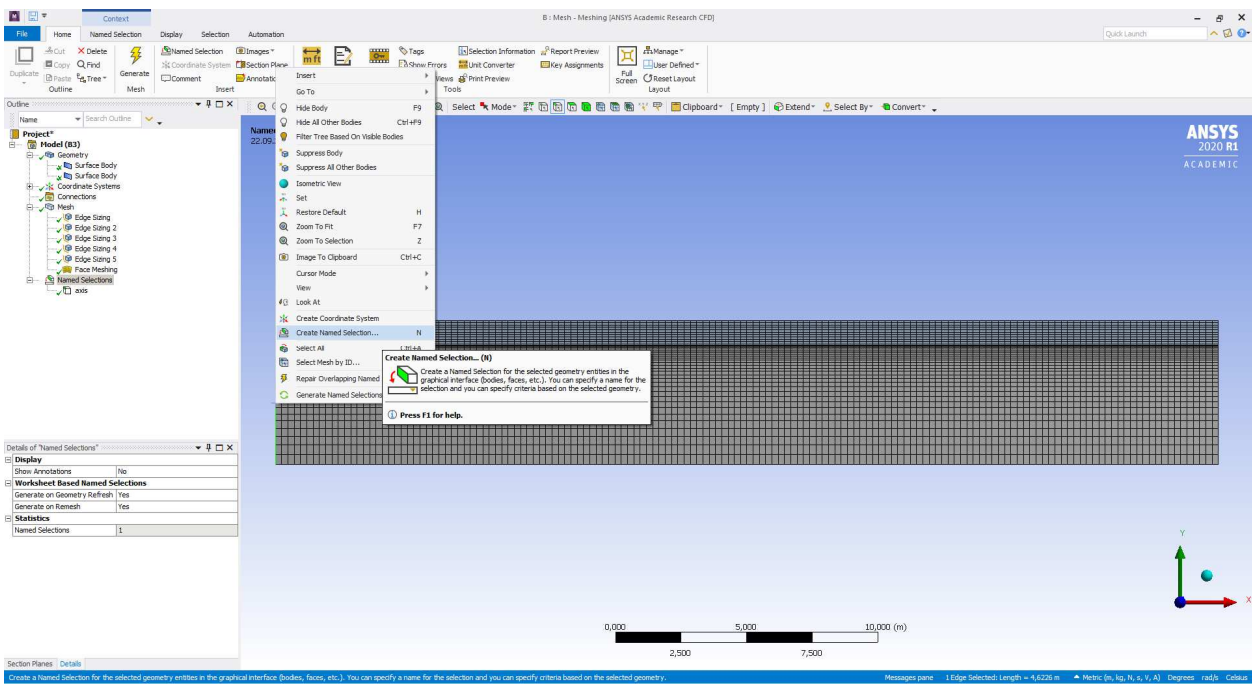 Context
B : Mesh - Meshing [ANSYS Academic Research CFD]
File Home Named Selection Display Selection Automation
Quick Launch
Duplicate
Cut
Copy
Paste
Delete
Find
Tree
Outline
Generate
Mesh
Named Selection
Coordinate System
Comment
Images
Section Plane
Annotatio
Insert
m ft
Tags
Show Errors
Views
Selection Information
Unit Converter
Print Preview
Report Preview
Key Assignments
Tools
Full Screen
Manage
User Defined
Reset Layout
Layout
Outline
Name
Search Outline
Select Mode Clipboard [ Empty ] Extend Select By Convert
Project*
Model (B3)
Geometry
Surface Body
Surface Body
Coordinate Systems
Connections
Mesh
Edge Sizing
Edge Sizing 2
Edge Sizing 3
Edge Sizing 4
Edge Sizing 5
Face Meshing
Named Selections
axis
Name
22.09.
Insert
Go To
Hide Body F9
Hide All Other Bodies Ctrl+F9
Filter Tree Based On Visible Bodies
Suppress Body
Suppress All Other Bodies
Isometric View
Set
Restore Default H
Zoom To Fit F7
Zoom To Selection Z
Image To Clipboard Ctrl+C
Cursor Mode
View
Look At
Create Coordinate System
Create Named Selection... N
Select All Ctrl+A
Select Mesh by ID...
Repair Overlapping Named
Generate Named Selections
Create Named Selection... (N)
Create a Named Selection for the selected geometry entities in the
graphical interface (bodies, faces, etc.). You can specify a name for the
selection and you can specify criteria based on the selected geometry.
Press F1 for help.
ANSYS
2020 R1
ACADEMIC
Details of "Named Selections"
Display
Show Annotations No
Worksheet Based Named Selections
Generate on Geometry Refresh Yes
Generate on Remesh Yes
Statistics
Named Selections 1
Y
X
0,000 5,000 10,000 (m)
2,500 7,500
Section Planes Details
Create a Named Selection for the selected geometry entities in the graphical interface (bodies, faces, etc.). You can specify a name for the selection and you can specify criteria based on the selected geometry.
Messages pane 1 Edge Selected: Length = 4,6226 m Metric (m, kg, N, s, V, A) Degrees rad/s Celsius